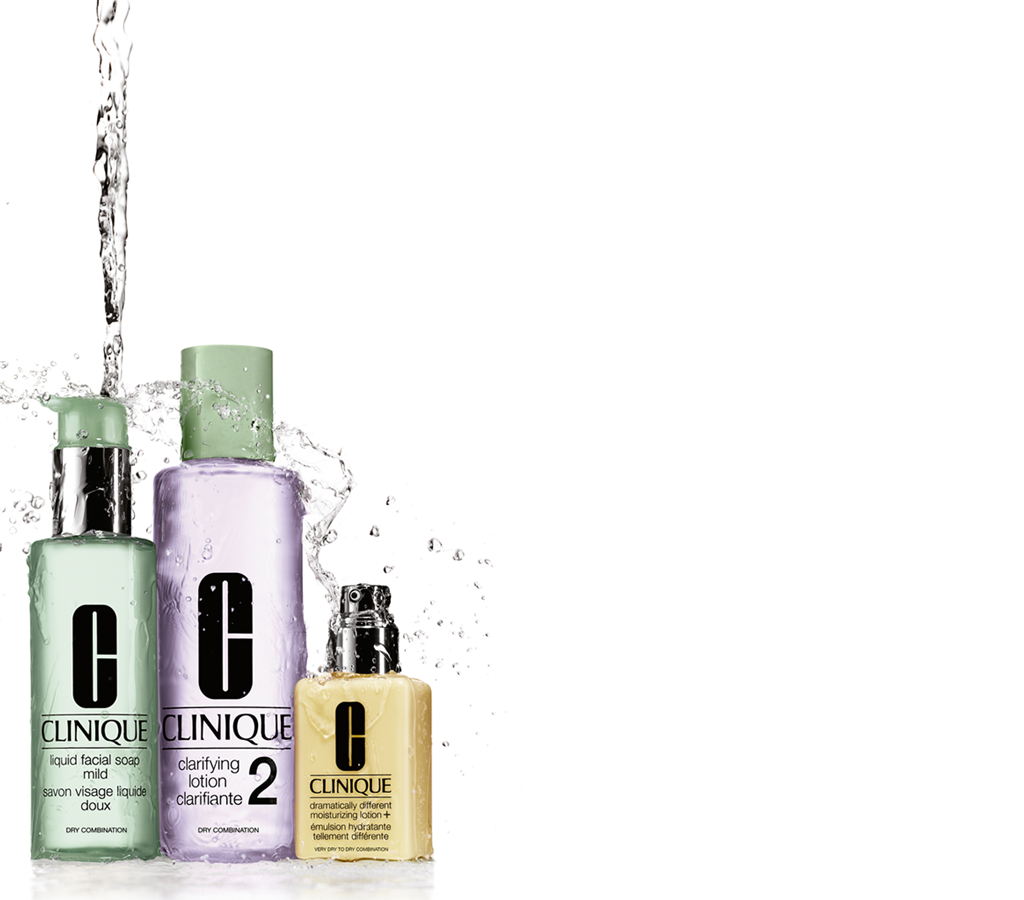 CLINIQUE
liquid facial soap
mild
savon visage liquide
doux
DRY COMBINATION
CLINIQUE
clarifying
lotion
clarifiante 2
DRY COMBINATION
CLINIQUE
dramatically different
moisturizing lotion+
émulsion hydratante
tellement différente
VERY DRY TO DRY COMBINATION